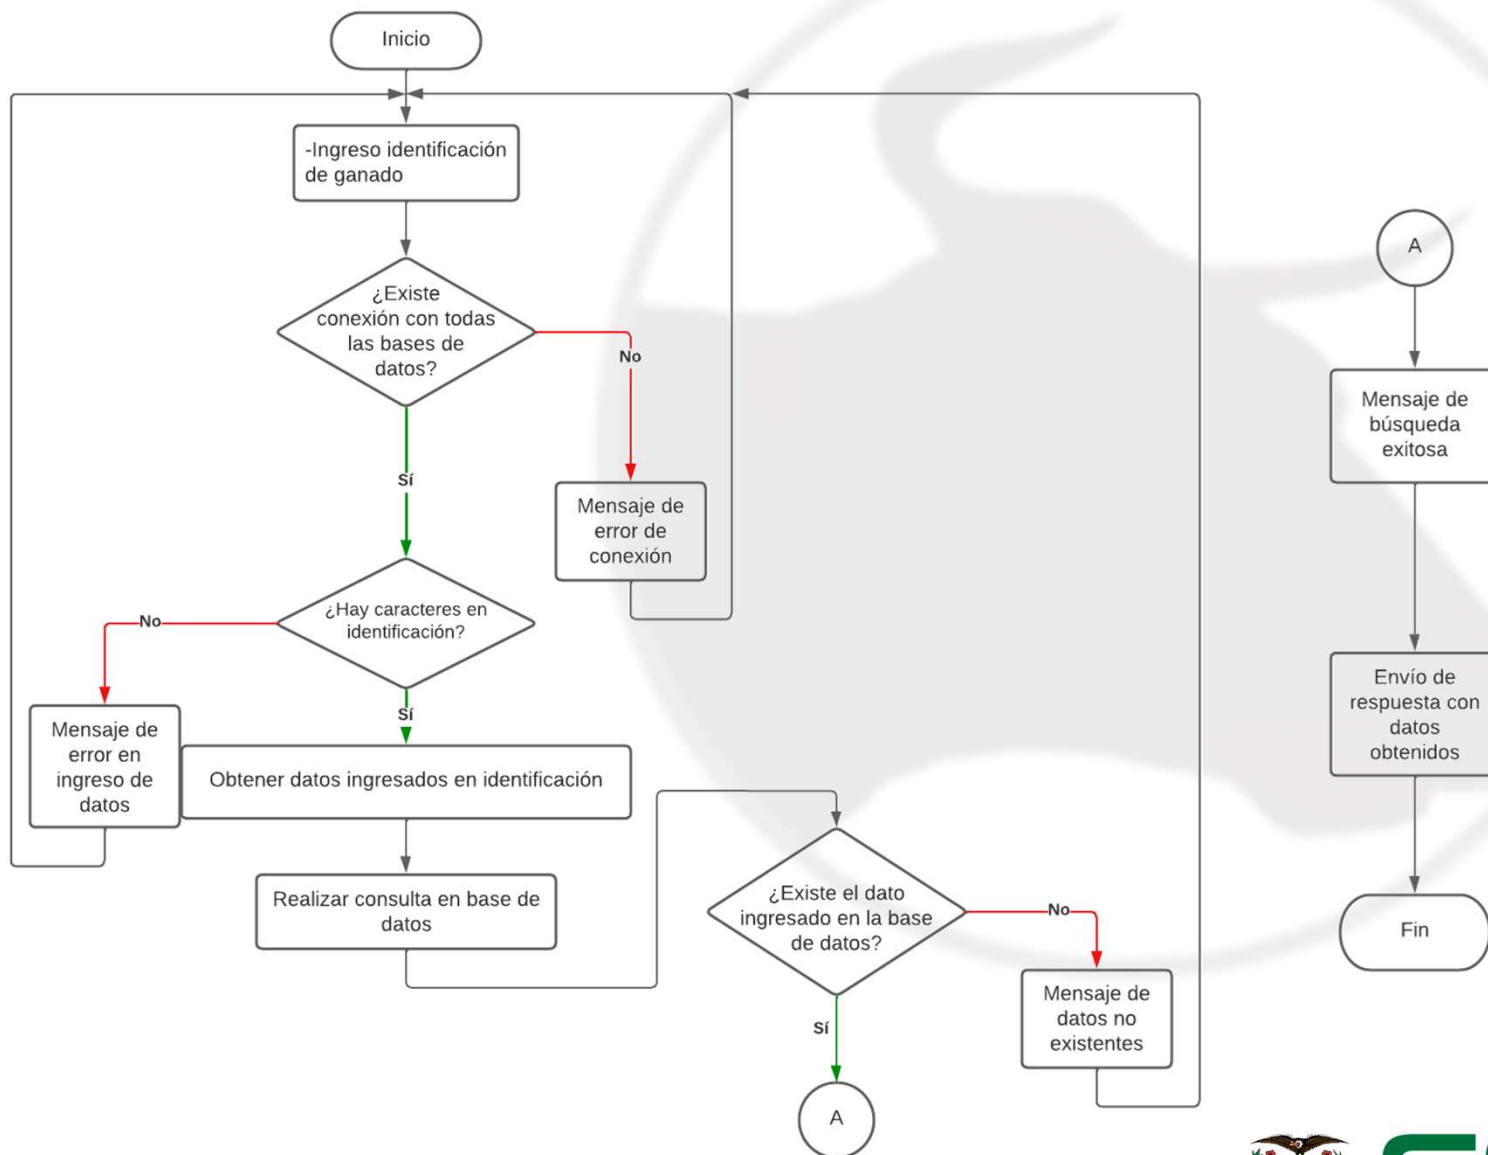 Inicio
-Ingreso identificación
de ganado
¿Existe
conexión con todas
las bases de
datos?
No
Sí
Mensaje de
error de
conexión
¿Hay caracteres en
identificación?
No
Sí
Mensaje de
error en
ingreso de
datos
Obtener datos ingresados en identificación
Realizar consulta en base de
datos
¿Existe el dato
ingresado en la base
de datos?
No
Sí
Mensaje de
datos no
existentes
A
A
Mensaje de
búsqueda
exitosa
Envío de
respuesta con
datos
obtenidos
Fin